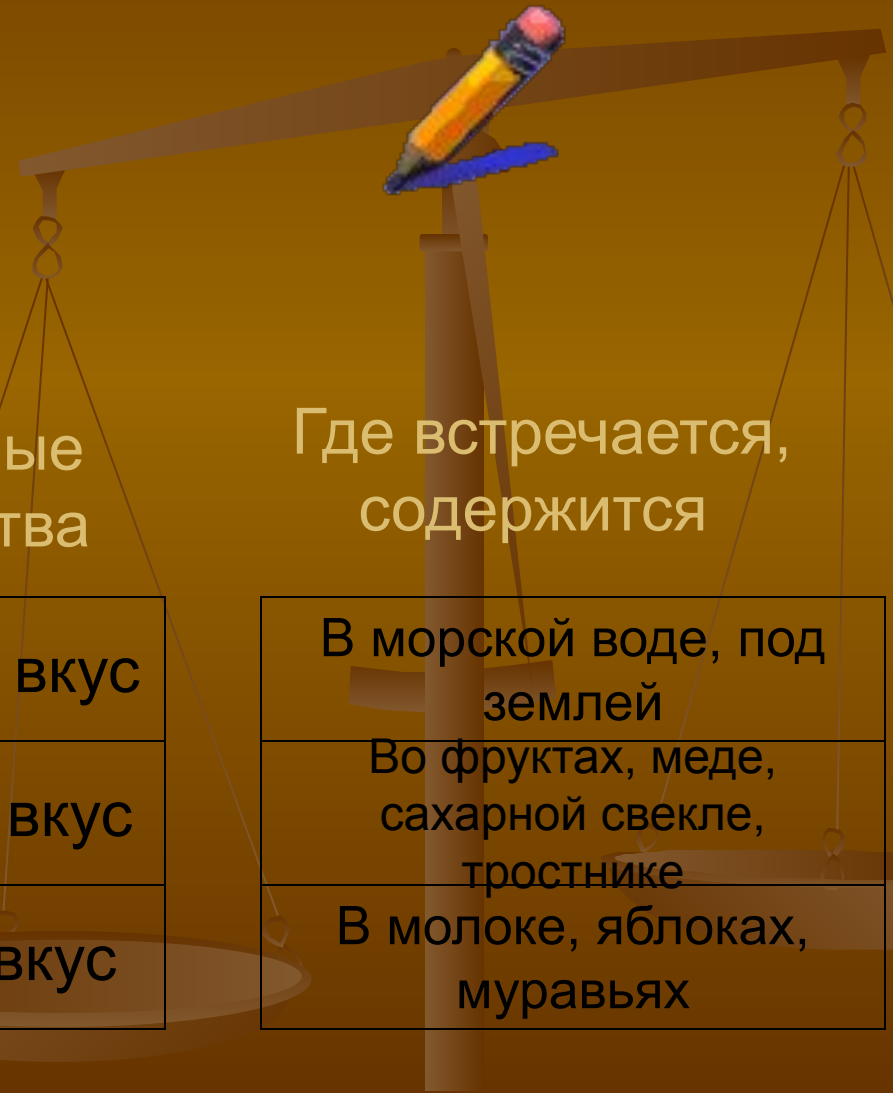 ые
тва
Где встречается,
содержится
вкус
В морской воде, под
землей
вкус
Во фруктах, меде,
сахарной свекле,
тростнике
вкус
В молоке, яблоках,
муравьях